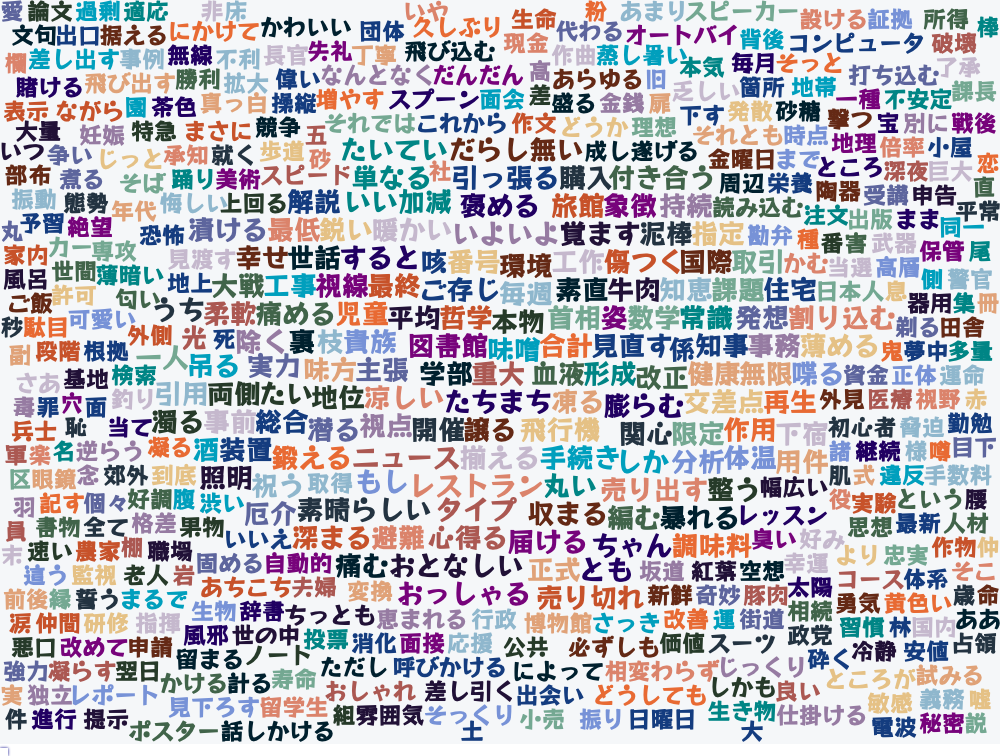 愛 論文 過剰 適応 非 床 いや 生命 粉 あまり スピーカー 設ける 証拠 所得 棒
文句 出口 据える にかけて かわいい 団体 久しぶり 現金 代わる オートバイ 背後 コンピュータ 破壊
欄 差し出す 事例 無線 不利 長官 失礼 丁寧 飛び込む 作曲 蒸し暑い 本気 毎月 そっと 打ち込む 了承
賭ける 飛び出す 勝利 拡大 偉い なんとなく だんだん 高 あらゆる 旧 乏しい 箇所 地帯 課長
表示 ながら 園 茶色 真っ白 操縦 増やす スプーン 面会 差 盛る 金銭 扉 下す 発散 砂糖 一種 不安定
大量 妊娠 特急 まさに 競争 五 それでは これから 作文 どうか 理想 それとも 時点 撃つ 宝 別に 戦後
いつ 争い じっと 承知 就く 歩道 砂 たいてい だらし無い 成し遂げる 金曜日 まで 地理 倍率 小屋
部布 煮る そば 踊り 美術 スピード 単なる 社 引っ張る 購入 付き合う 周辺 栄養 ところ 深夜 巨大 恋
振動 態勢 年代 悔しい 上回る 解説 いい加減 褒める 旅館 象徴 持続 読み込む 陶器 受講 申告 直
丸 予習 絶望 恐怖 漬ける 最低 鋭い 暖かい いよいよ 覚ます 泥棒 指定 勘弁 注文 出版 まま 同一 平常
家内 カー 専攻 見渡す 幸せ 世話 すると 咳 番号 環境 工作 傷つく 国際 取引 かむ 種 番害 武器 保管 尾
風呂 世間 薄暗い 地上 大戦 工事 視線 最終 ご存じ 毎週 素直 牛肉 知恵 課題 住宅 日本人 当選 高層 側 警官
ご飯 許可 匂い うち 柔軟 痛める 児童 平均 哲学 本物 首相 姿 数学 常識 発想 割り込む 息 器用 集 冊
秒 駄目 可愛い 外側 光 死 除く 裏 枝 貴族 図書館 味噌 合計 見直す 係 知事 事務 薄める 剃る 田舎
副 段階 根拠 一人 吊る 実力 味方 主張 学部 重大 血液 形成 改正 健康 無限 喋る 鬼 夢中 多量
さあ 基地 検索 引用 両側 たい 地位 涼しい たちまち 凍る 膨らむ 交差点 再生 資金 正体 運命
毒 罪 穴 面 釣り 濁る 事前 総合 潜る 視点 開催 譲る 飛行機 関心 限定 作用 下宿 外見 医療 視野 赤
兵士 恥 当て 凝る 酒 装置 鍛える ニュース 揃える 手続き しか 分析 体温 用件 初心者 脅迫 勤勉
軍 楽 名 逆らう 照明 祝う 取得 もし レストラン 丸い 売り出す 整う 幅広い 諸 継続 様 噂 目下
区 眼鏡 念 郊外 到底 渋い 厄介 素晴らしい タイプ 収まる 編む 暴れる レッスン 肌 式 違反 手数料
羽 記す 個々 好調 腹 いいえ 深まる 避難 心得る 届ける ちゃん 調味料 臭い 好み 役 実験 という 腰
員 書物 全て 格差 果物 固める 自動的 痛む おとなしい 正式 とも 坂道 紅葉 空想 幸運 思想 最新 人材
末 速い 農家 棚 職場 あちこち 夫婦 変換 おっしゃる 売り切れ 新鮮 奇妙 豚肉 太陽 より 忠実 作物 仲
違う 監視 老人 岩 生物 辞書 ちっとも 恵まれる 行政 博物館 さっき 改善 運 街道 相続 コース 体系 そこ
前後 縁 誓う まるで 風邪 世の中 投票 消化 面接 応援 公共 必ずしも 価値 スーツ 政党 勇気 黄色い 歳 命
涙 仲間 研修 指揮 留まる ノート ただし 呼びかける によって 相変わらず じっくり 砕く 習慣 林 国内 ああ
悪口 改めて 申請 かける 計る 寿命 おしゃれ 差し引く 出会い どうしても しかも 良い 冷静 安値 占領
強力 凝らす 翌日 見下ろす 留学生 組 雰囲気 そっくり 小売 振り 日曜日 生き物 仕掛ける ところが 試みる
実 独立 レポート ポスター 話しかける 土 大 敏感 義務 嘘
件 進行 提示 電波 秘密 説